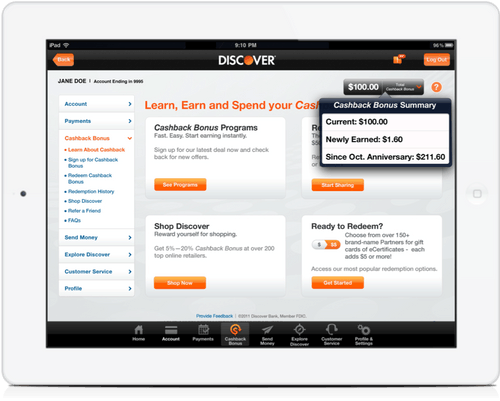 iPad
9:10 PM
96%
Back
DISCOVER
Log Out
JANE DOE | Account Ending in 9995
$100.00
Total
Cashback Bonus
?
Account
Payments
Cashback Bonus
Learn About Cashback
Sign up for Cashback
Bonus
Redeem Cashback
Bonus
Redemption History
Shop Discover
Refer a Friend
FAQs
Send Money
Explore Discover
Customer Service
Profile
Learn, Earn and Spend your Cas
Cashback Bonus Summary
Current: $100.00
Newly Earned: $1.60
Since Oct. Anniversary: $211.60
Cashback Bonus Programs
Fast. Easy. Start earning instantly.
Sign up for our latest deal now and check
back for new offers.
See Programs
Start Sharing
Shop Discover
Reward yourself for shopping.
Get 5%–20% Cashback Bonus at over 200
top online retailers.
Shop Now
Ready to Redeem?
Choose from over 150+
brand-name Partners for gift
cards of eCertificates - each
adds $5 or more!
Access our most popular redemption options.
Get Started
Provide Feedback | ©2011 Discover Bank, Member FDIC.
Home
Account
Payments
Cashback
Bonus
Send
Money
Explore
Discover
Customer
Service
Profile &
Settings